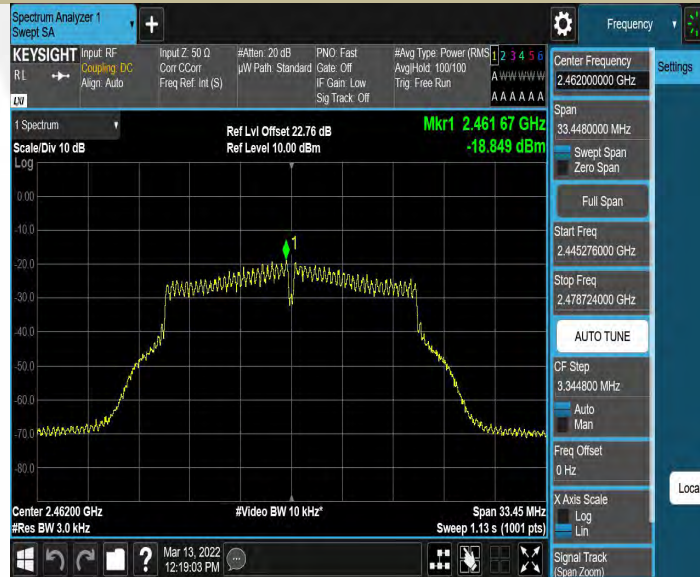 Spectrum Analyzer 1
Swept SA
+
Frequency
KEYSIGHT
RL
LXI
Input: RF
Coupling: DC
Align: Auto
Input Z: 50 Ω
Corr CCorr
Freq Ref: Int (S)
#Atten: 20 dB
µW Path: Standard
PNO: Fast
Gate: Off
IF Gain: Low
Sig Track: Off
#Avg Type: Power (RMS
Avg|Hold: 100/100
Trig: Free Run
1 2 3 4 5 6
A W W W W W
A A A A A A
1 Spectrum
Scale/Div 10 dB
Log
Ref Lvl Offset 22.76 dB
Ref Level 10.00 dBm
Mkr1 2.461 67 GHz
-18.849 dBm
1
0.00
-10.0
-20.0
-30.0
-40.0
-50.0
-60.0
-70.0
-80.0
Center 2.46200 GHz
#Res BW 3.0 kHz
#Video BW 10 kHz*
Span 33.45 MHz
Sweep 1.13 s (1001 pts)
?
Mar 13, 2022
12:19:03 PM
Center Frequency
2.462000000 GHz
Settings
Span
33.4480000 MHz
Swept Span
Zero Span
Full Span
Start Freq
2.445276000 GHz
Stop Freq
2.478724000 GHz
AUTO TUNE
CF Step
3.344800 MHz
Auto
Man
Freq Offset
0 Hz
X Axis Scale
Log
Lin
Loca
Signal Track
(Span Zoom)